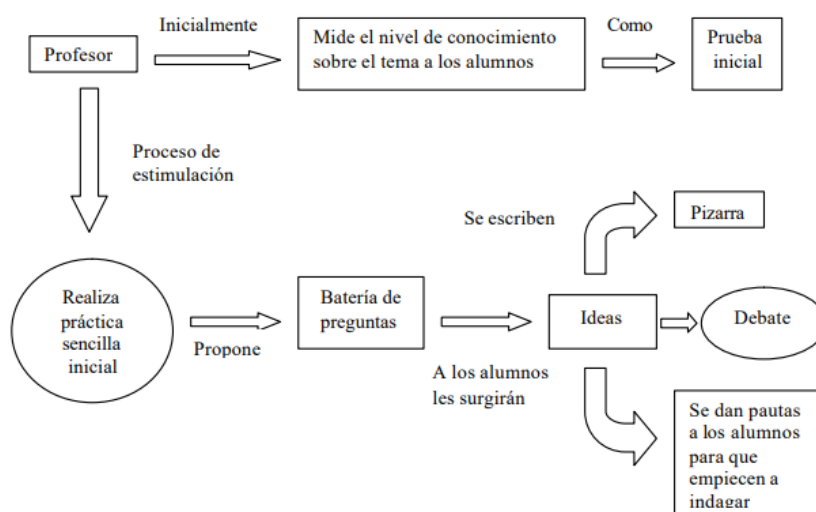 Inicialmente
Profesor
Mide el nivel de conocimiento
sobre el tema a los alumnos
Como
Prueba
inicial
Proceso de
estimulación
Se escriben
Pizarra
Realiza
práctica
sencilla
inicial
Propone
Batería de
preguntas
A los alumnos
les surgirán
Ideas
Debate
Se dan pautas
a los alumnos
para que
empiecen a
indagar